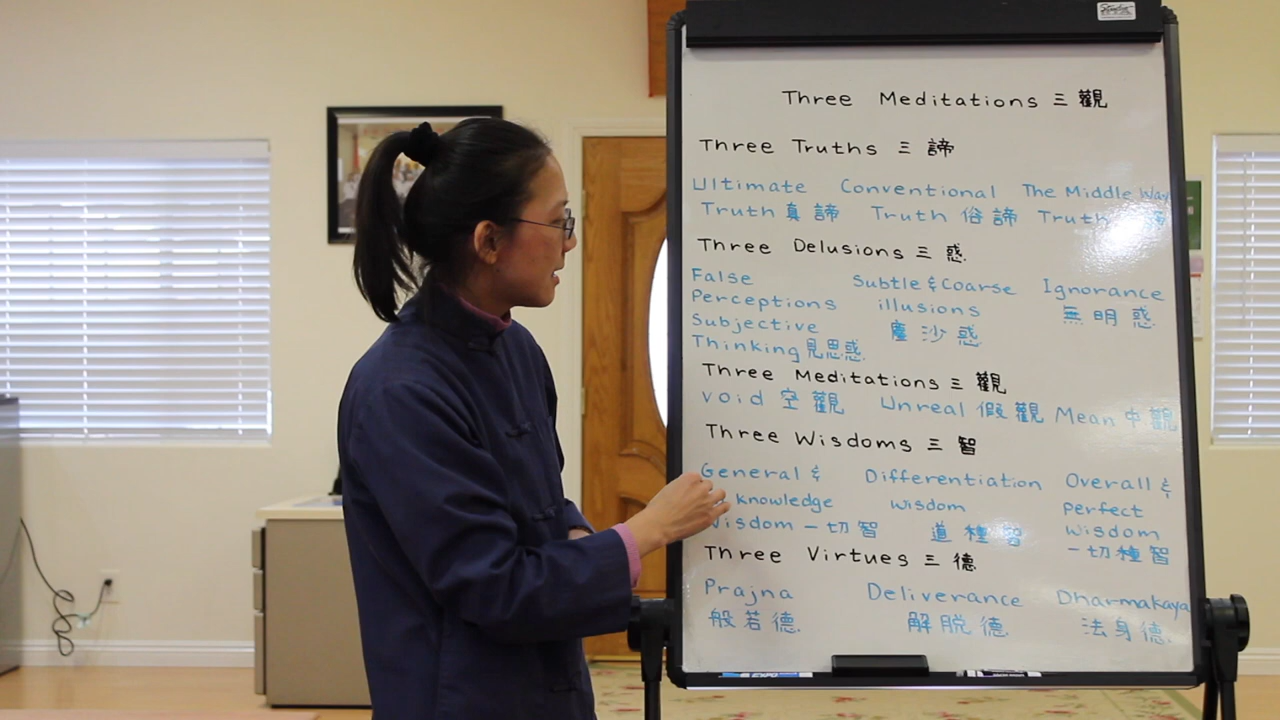 Three Meditations 三 觀
Three Truths 三 諦
Ultimate Conventional The Middle Way
Truth 真 諦 Truth 俗 諦 Truth
Three Delusions 三 惑
False Subtle & Coarse Ignorance
Perceptions illusions 無 明 惑
Subjective 塵 沙 惑
Thinking 見思惑
Three Meditations 三 觀
void 空 觀 Unreal 假 觀 Mean 中 觀
Three Wisdoms 三 智
General & Differentiation Overall &
knowledge wisdom perfect
wisdom 一切 智 道 種 智 wisdom
一切 種 智
Three Virtues 三 德
Prajna Deliverance Dharmakaya
般 若 德 解 脫 德 法 身 德
EXPO